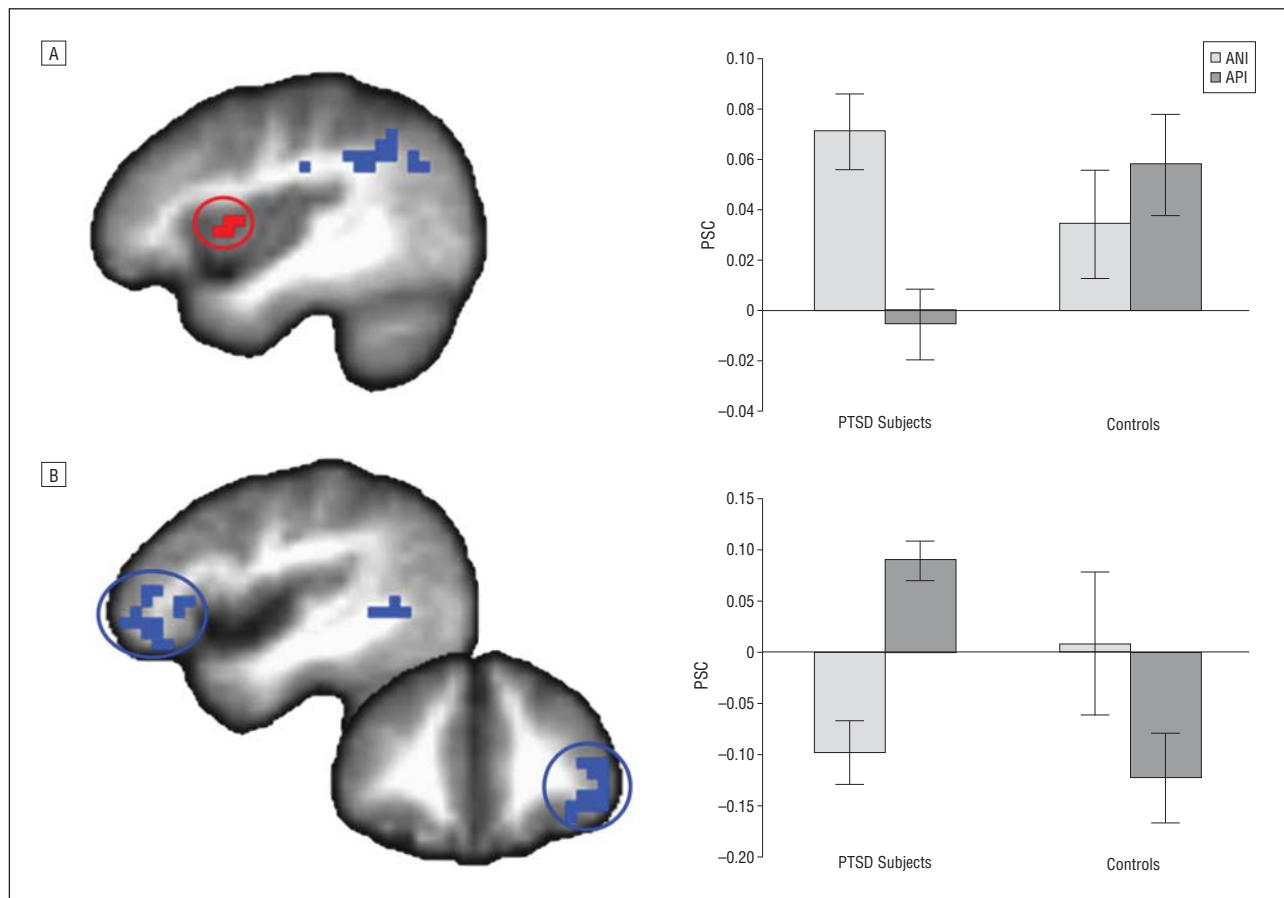 A
ANI
API
0.10
0.08
0.06
0.04
0.02
0
–0.02
–0.04
PSC
PTSD Subjects
Controls
B
0.15
0.10
0.05
0
–0.05
–0.10
–0.15
–0.20
PSC
PTSD Subjects
Controls